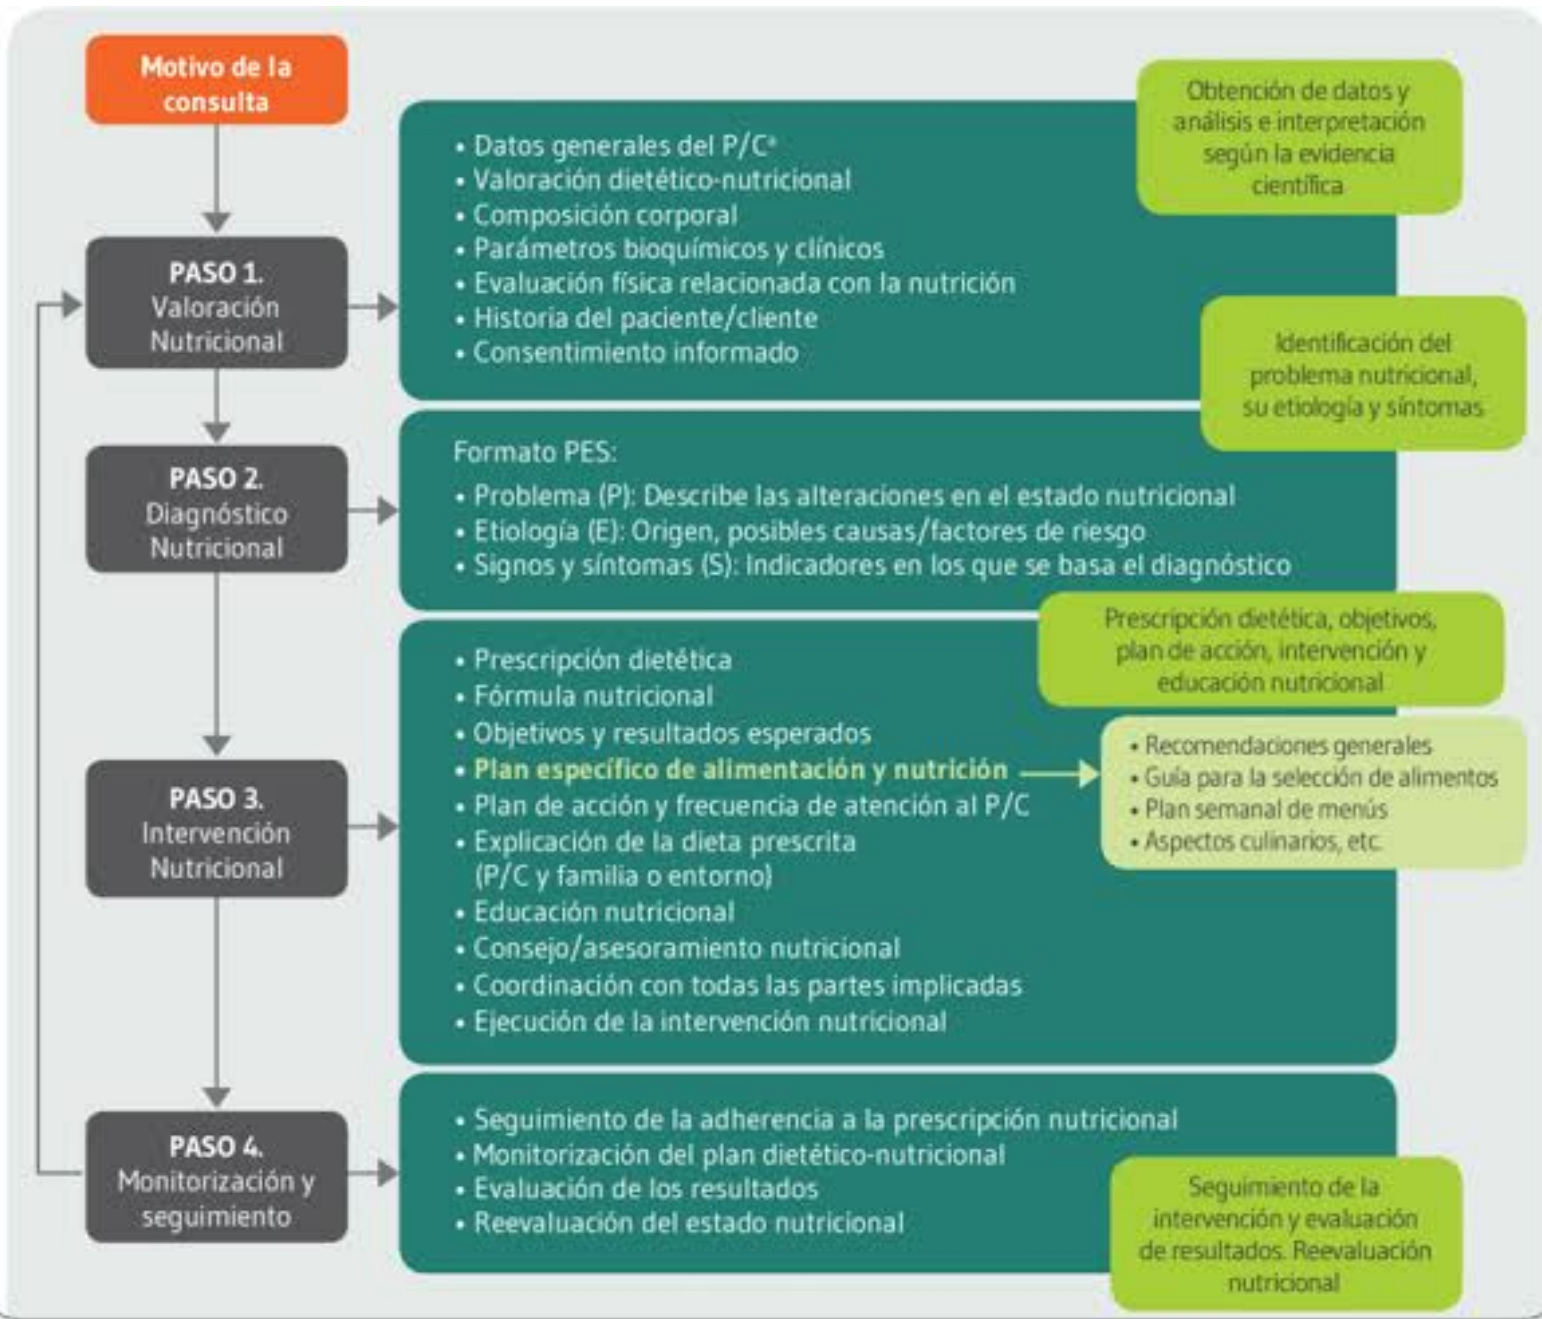 Motivo de la
consulta
Obtención de datos y
análisis e interpretación
según la evidencia
científica
PASO 1.
Valoración
Nutricional
• Datos generales del P/Cª
• Valoración dietético-nutricional
• Composición corporal
• Parámetros bioquímicos y clínicos
• Evaluación física relacionada con la nutrición
• Historia del paciente/cliente
• Consentimiento informado
Identificación del
problema nutricional,
su etiología y síntomas
PASO 2.
Diagnóstico
Nutricional
Formato PES:
• Problema (P): Describe las alteraciones en el estado nutricional
• Etiología (E): Origen, posibles causas/factores de riesgo
• Signos y síntomas (S): Indicadores en los que se basa el diagnóstico
Prescripción dietética, objetivos,
plan de acción, intervención y
educación nutricional
PASO 3.
Intervención
Nutricional
• Prescripción dietética
• Fórmula nutricional
• Objetivos y resultados esperados
• Plan específico de alimentación y nutrición
• Plan de acción y frecuencia de atención al P/C
• Explicación de la dieta prescrita
(P/C y familia o entorno)
• Educación nutricional
• Consejo/asesoramiento nutricional
• Coordinación con todas las partes implicadas
• Ejecución de la intervención nutricional
• Recomendaciones generales
• Guía para la selección de alimentos
• Plan semanal de menús
• Aspectos culinarios, etc.
PASO 4.
Monitorización y
seguimiento
• Seguimiento de la adherencia a la prescripción nutricional
• Monitorización del plan dietético-nutricional
• Evaluación de los resultados
• Reevaluación del estado nutricional
Seguimiento de la
intervención y evaluación
de resultados. Reevaluación
nutricional